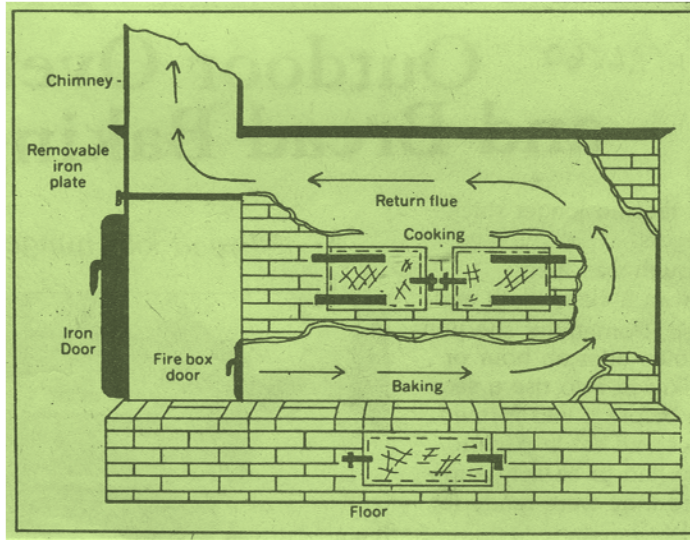 Chimney
Removable
iron
plate
Return flue
Cooking
Iron
Door
Fire box
door
Baking
Floor